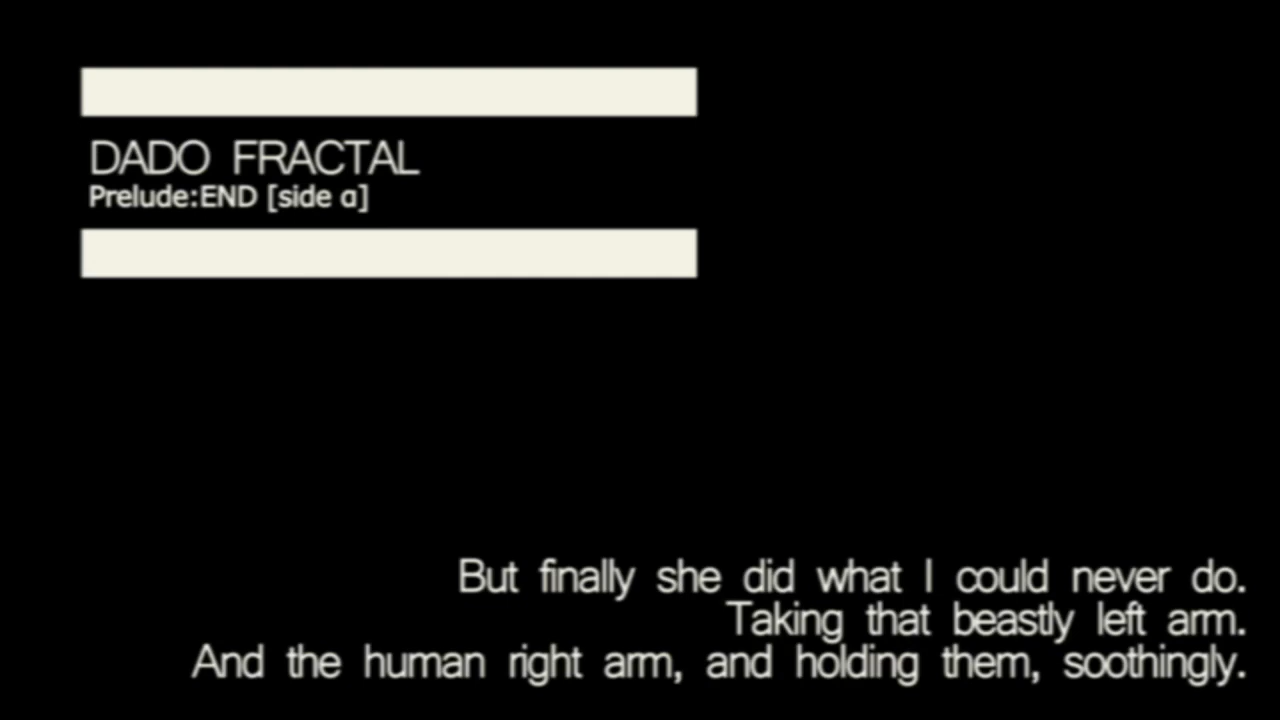 DADO FRACTAL
Prelude:END [side a]
But finally she did what I could never do.
Taking that beastly left arm.
And the human right arm, and holding them, soothingly.